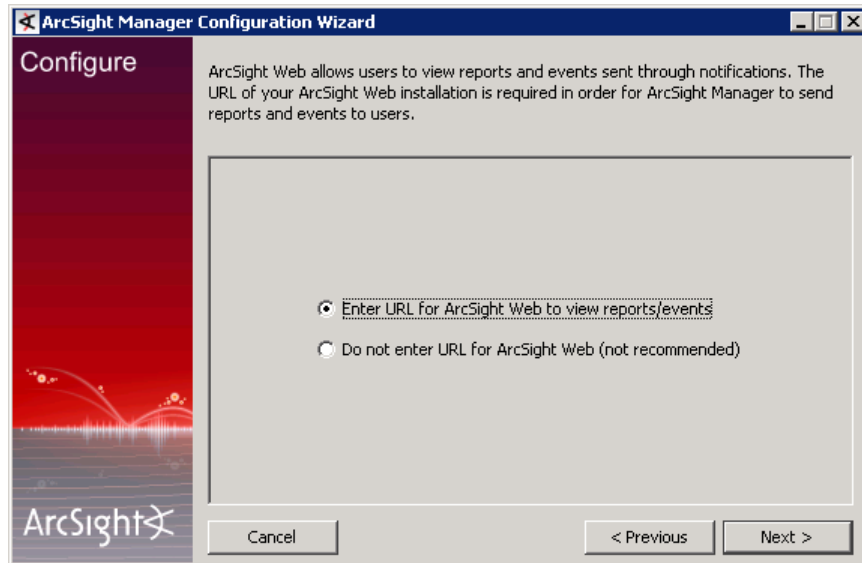 ArcSight Manager Configuration Wizard
Configure
ArcSight Web allows users to view reports and events sent through notifications. The
URL of your ArcSight Web installation is required in order for ArcSight Manager to send
reports and events to users.
Enter URL for ArcSight Web to view reports/events
Do not enter URL for ArcSight Web (not recommended)
ArcSight
Cancel
< Previous
Next >